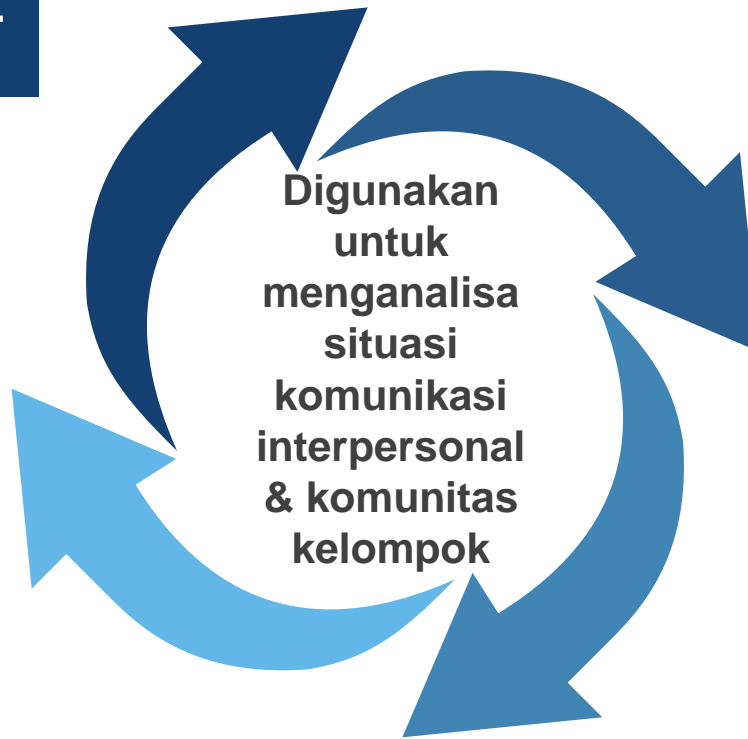 Digunakan
untuk
menganalisa
situasi
komunikasi
interpersonal
& komunitas
kelompok